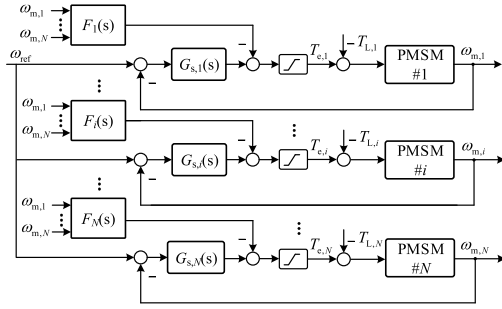 ω_m,1
ω_m,N
F_1(s)
ω_ref
G_s,1(s)
T_e,1
T_L,1
PMSM
#1
ω_m,1
ω_m,1
ω_m,N
F_i(s)
G_s,i(s)
T_e,i
T_L,i
PMSM
#i
ω_m,i
ω_m,1
ω_m,N
F_N(s)
G_s,N(s)
T_e,N
T_L,N
PMSM
#N
ω_m,N